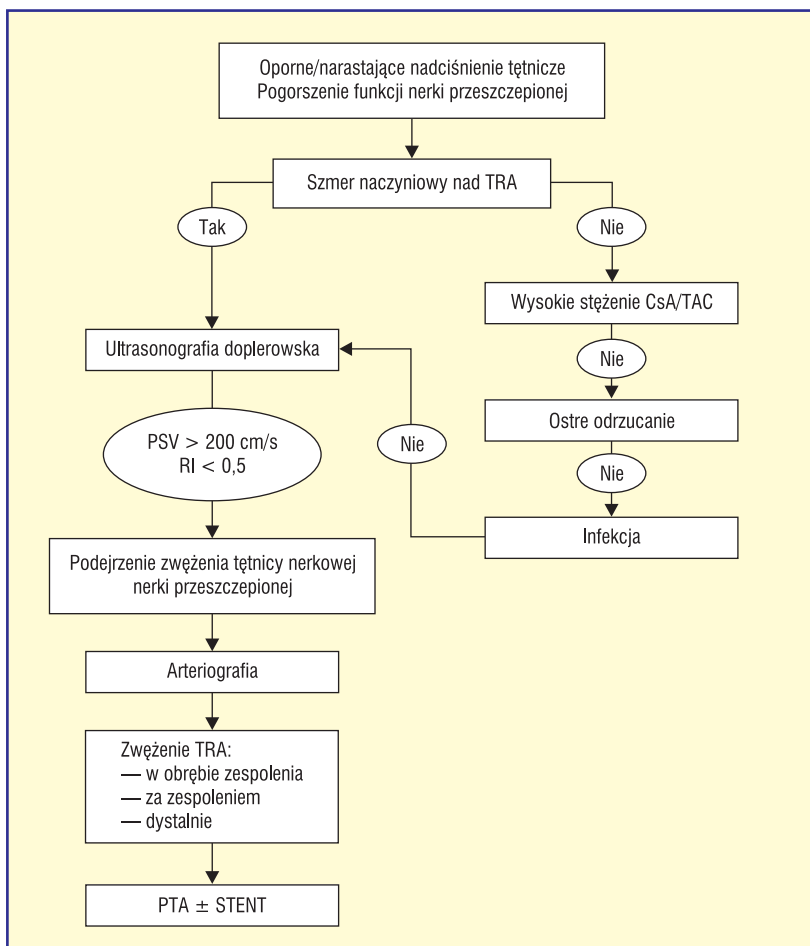 Oporne/narastające nadciśnienie tętnicze
Pogorszenie funkcji nerki przeszczepionej
Szmer naczyniowy nad TRA
Tak
Nie
Wysokie stężenie CsA/TAC
Ultrasonografia doplerowska
Nie
Ostre odrzucanie
PSV > 200 cm/s
RI < 0,5
Nie
Nie
Infekcja
Podejrzenie zwężenia tętnicy nerkowej
nerki przeszczepionej
Arteriografia
Zwężenie TRA:
— w obrębie zespolenia
— za zespoleniem
— dystalnie
PTA ± STENT